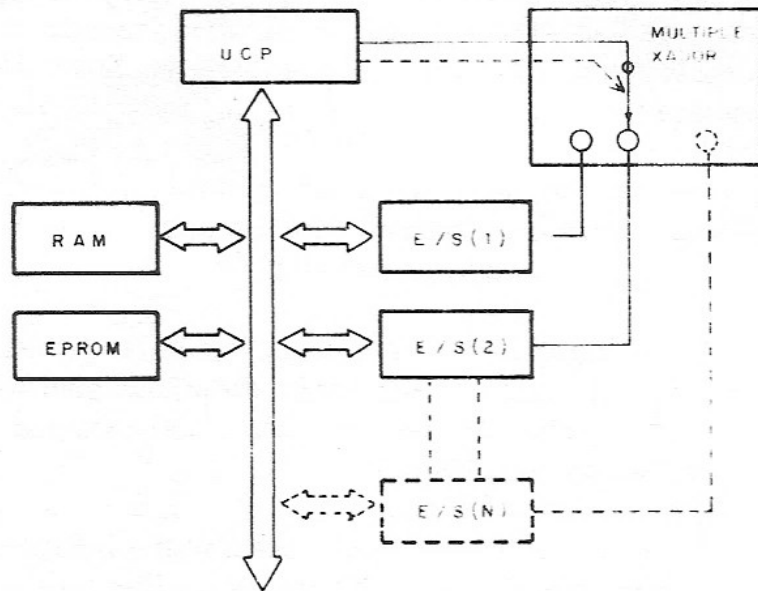 UCP
MULTIPLE
XADOR
RAM
E/S(1)
EPROM
E/S(2)
E/S(N)